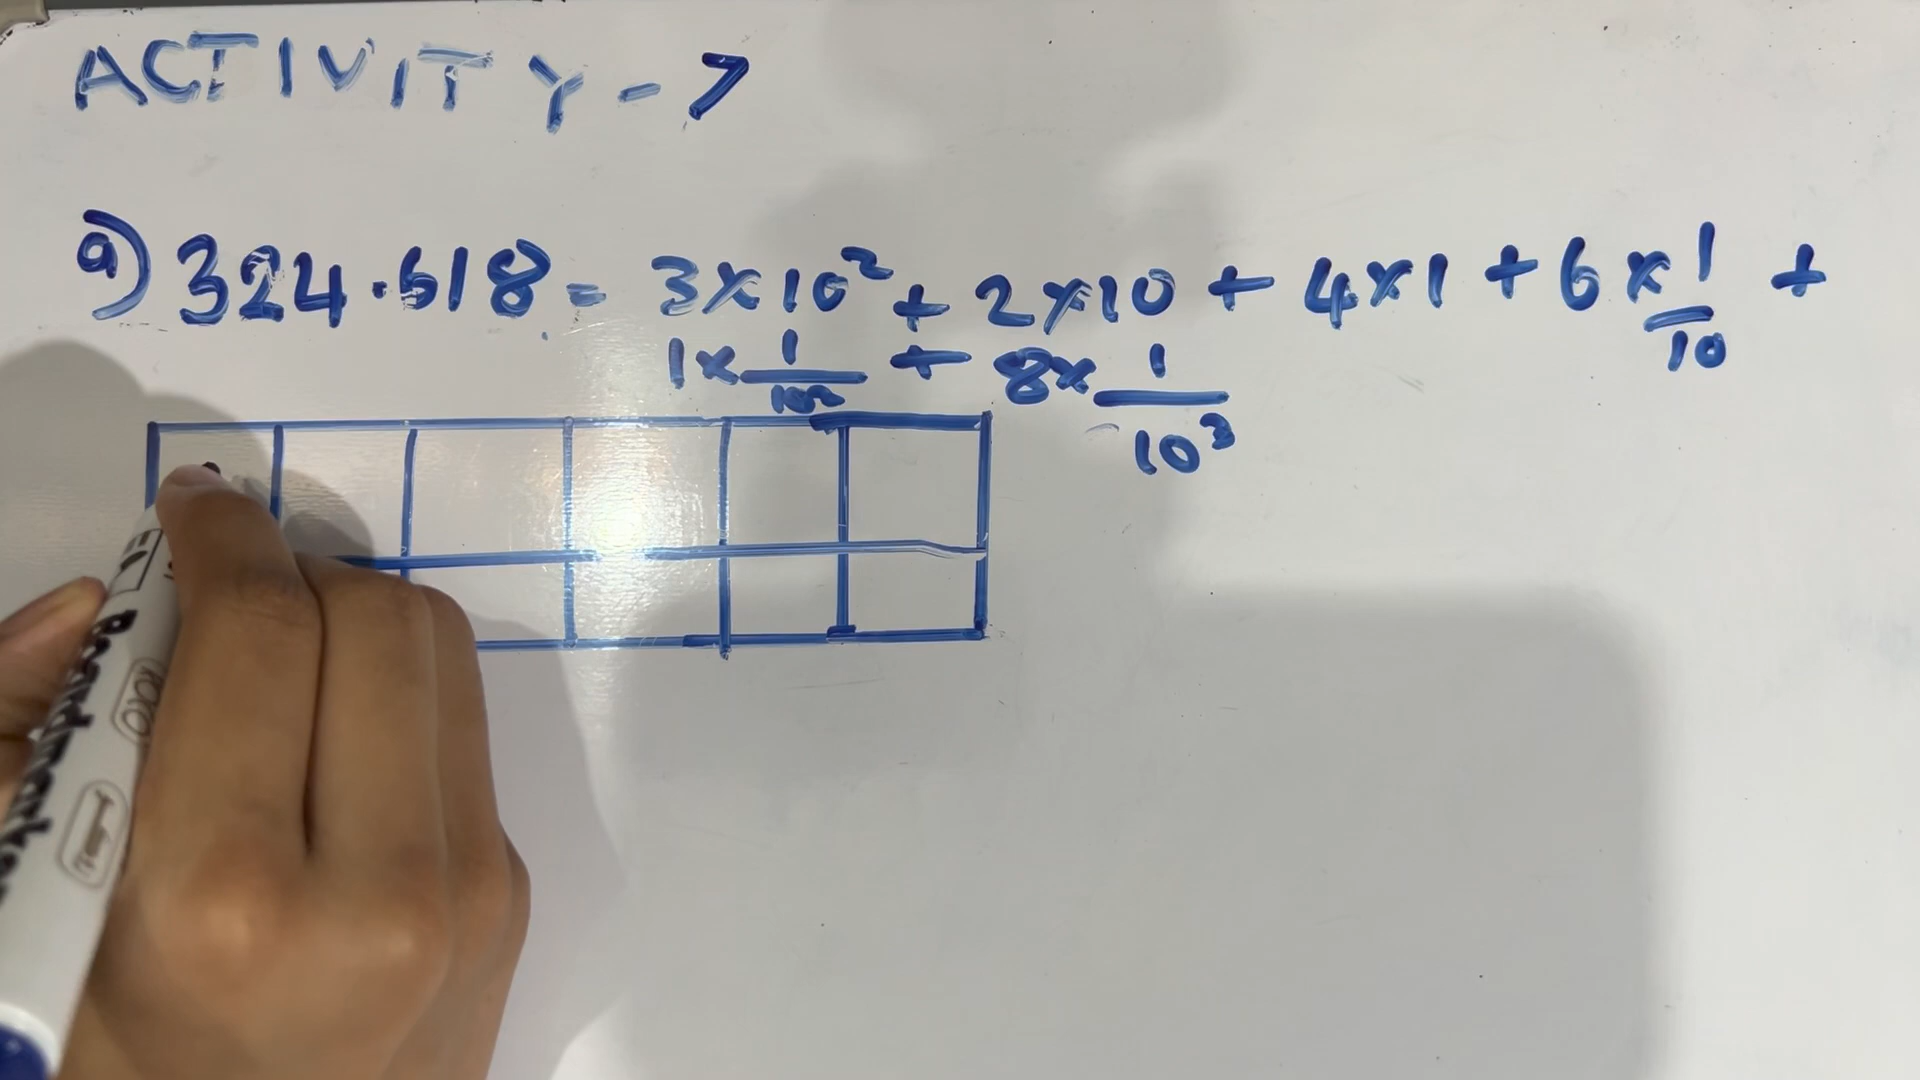 ACTIVITY - 7
a) 324.618 = 3×10² + 2×10 + 4×1 + 6×1/10 +
1×1/10² + 8×1/10³
Boardmarker